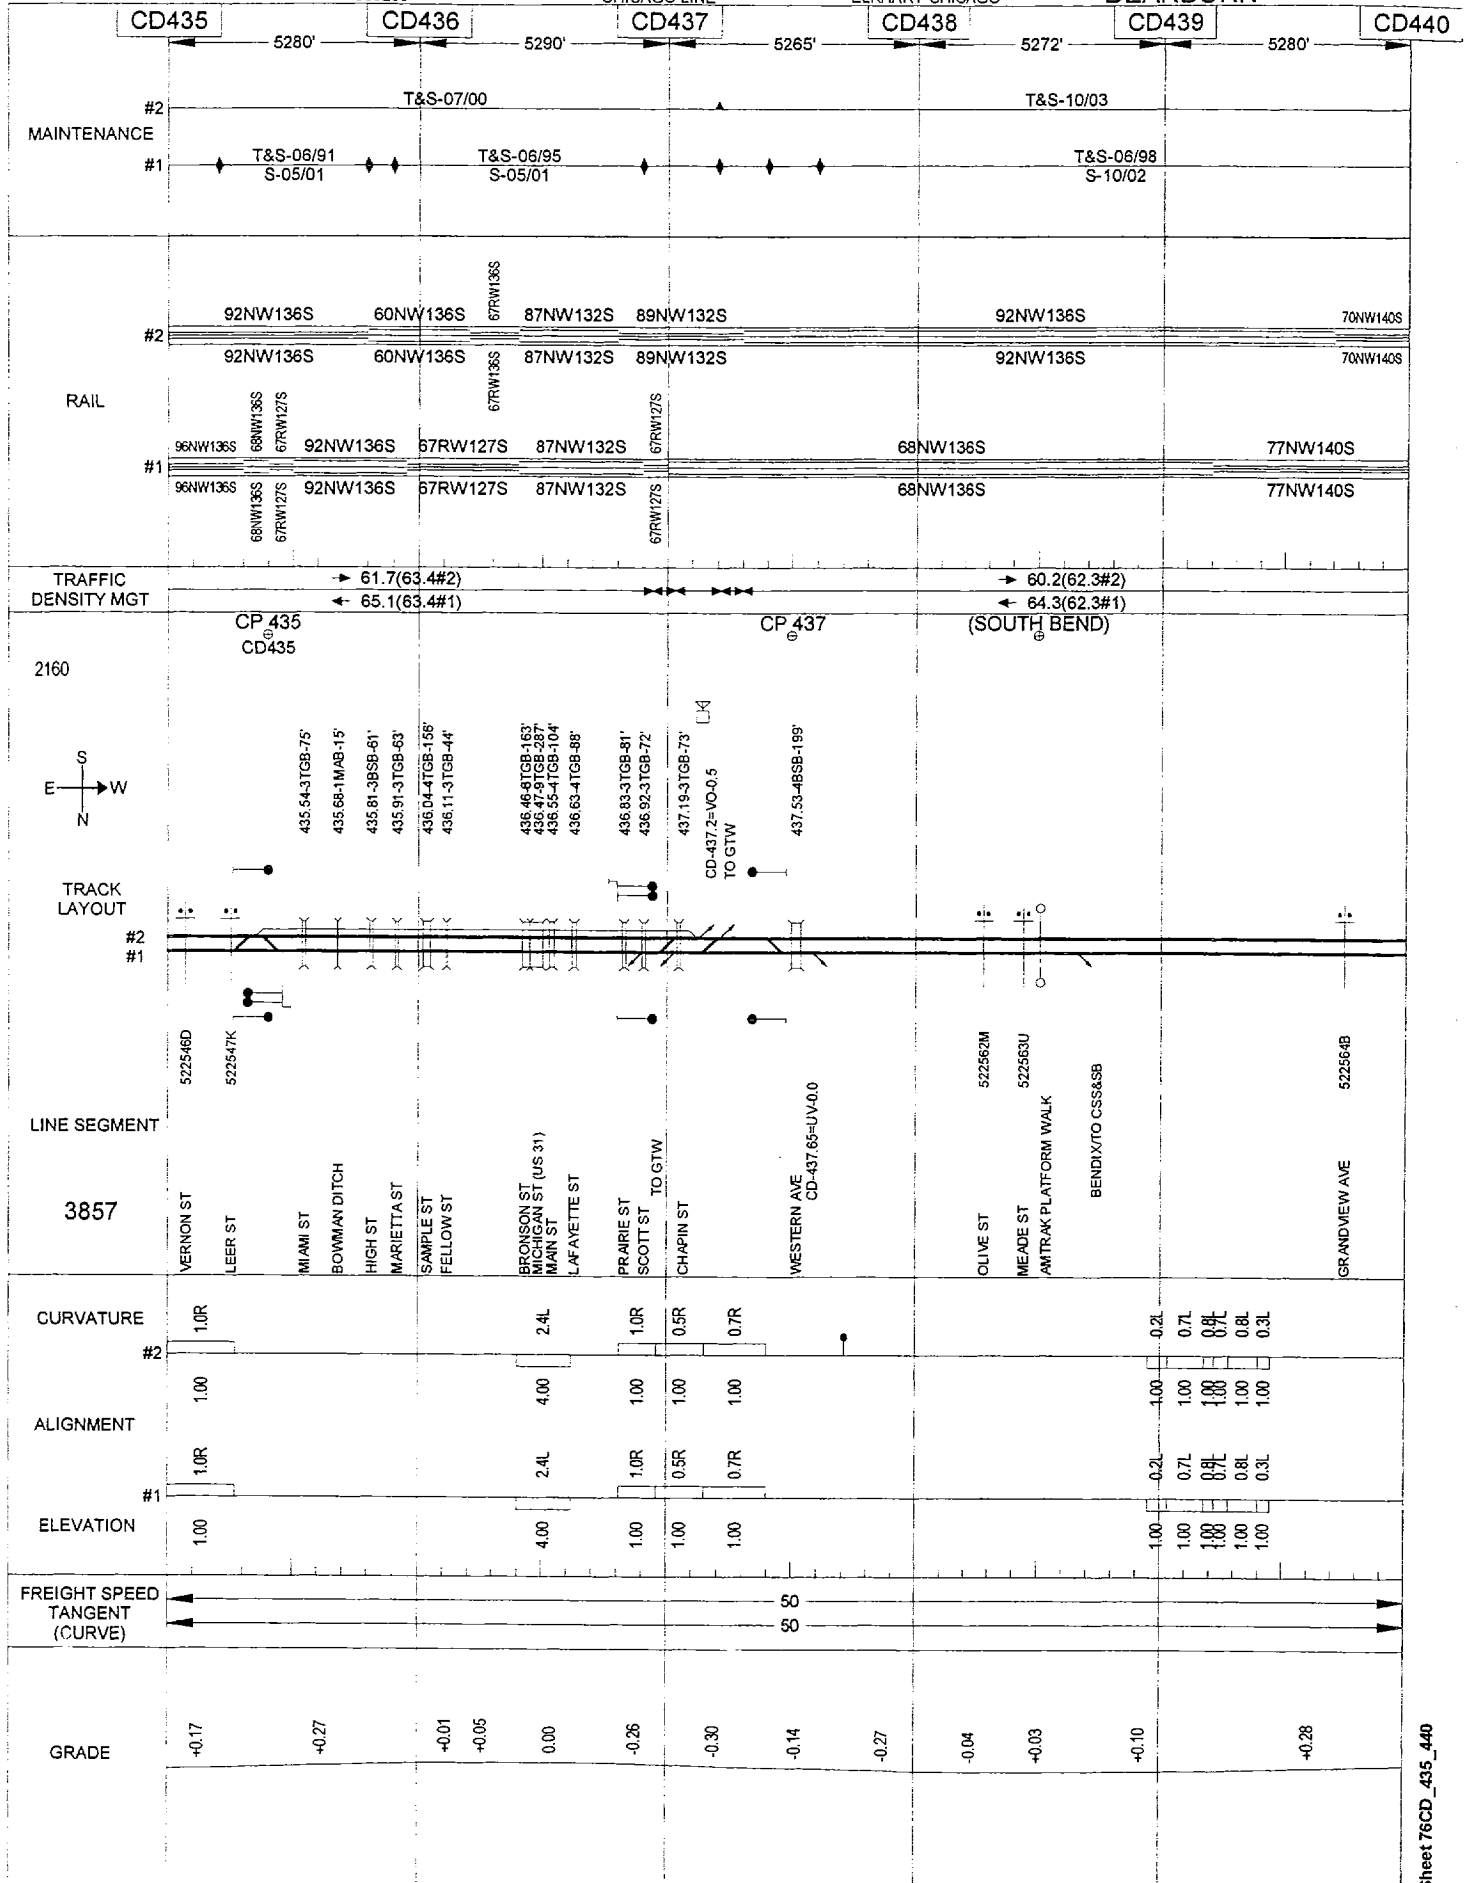 CD435 CD436 CD437 CD438 CD439 CD440
5280' 5290' 5265' 5272' 5280'
MAINTENANCE
#2 T&S-07/00 T&S-10/03
#1 T&S-06/91 T&S-06/95 T&S-06/98
S-05/01 S-05/01 S-10/02
RAIL
#2
92NW136S 60NW136S 67RW136S 87NW132S 89NW132S 92NW136S 70NW140S
92NW136S 60NW136S 67RW136S 87NW132S 89NW132S 92NW136S 70NW140S
#1
96NW136S 68NW136S 67RW127S 92NW136S 67RW127S 87NW132S 67RW127S 68NW136S 77NW140S
96NW136S 68NW136S 67RW127S 92NW136S 67RW127S 87NW132S 67RW127S 68NW136S 77NW140S
TRAFFIC
DENSITY MGT
61.7(63.4#2) 60.2(62.3#2)
65.1(63.4#1) 64.3(62.3#1)
CP 435 CP 437 (SOUTH BEND)
CD435
2160
S
E W
N
435.54-3TGB-75'
435.68-1MAB-15'
435.81-3BSB-61'
435.91-3TGB-63'
436.04-4TGB-156'
436.11-3TGB-44'
436.46-8TGB-163'
436.47-9TGB-287'
436.55-4TGB-104'
436.63-4TGB-88'
436.83-3TGB-81'
436.92-3TGB-72'
437.19-3TGB-73'
CD-437.2=VO-0.5
TO GTW
437.53-4BSB-199'
TRACK
LAYOUT
#2
#1
522546D
522547K
522562M
522563U
522564B
LINE SEGMENT
3857
VERNON ST
LEER ST
MIAMI ST
BOWMAN DITCH
HIGH ST
MARIETTA ST
SAMPLE ST
FELLOW ST
BRONSON ST
MICHIGAN ST (US 31)
MAIN ST
LAFAYETTE ST
PRAIRIE ST
SCOTT ST
TO GTW
CHAPIN ST
WESTERN AVE
CD-437.65=UV-0.0
OLIVE ST
MEADE ST
AMTRAK PLATFORM WALK
BENDIX/TO CSS&SB
GRANDVIEW AVE
CURVATURE
1.0R 2.4L 1.0R 0.5R 0.7R 0.2L 0.7L 0.8L 0.7L 0.8L 0.3L
#2
1.00 4.00 1.00 1.00 1.00 1.00 1.00 1.00 1.00 1.00 1.00
ALIGNMENT
1.0R 2.4L 1.0R 0.5R 0.7R 0.2L 0.7L 0.8L 0.7L 0.8L 0.3L
#1
ELEVATION
1.00 4.00 1.00 1.00 1.00 1.00 1.00 1.00 1.00 1.00 1.00
FREIGHT SPEED
TANGENT
(CURVE)
50
50
GRADE
+0.17 +0.27 +0.01 +0.05 0.00 -0.26 -0.30 -0.14 -0.27 -0.04 +0.03 +0.10 +0.28
Sheet 76CD_435_440